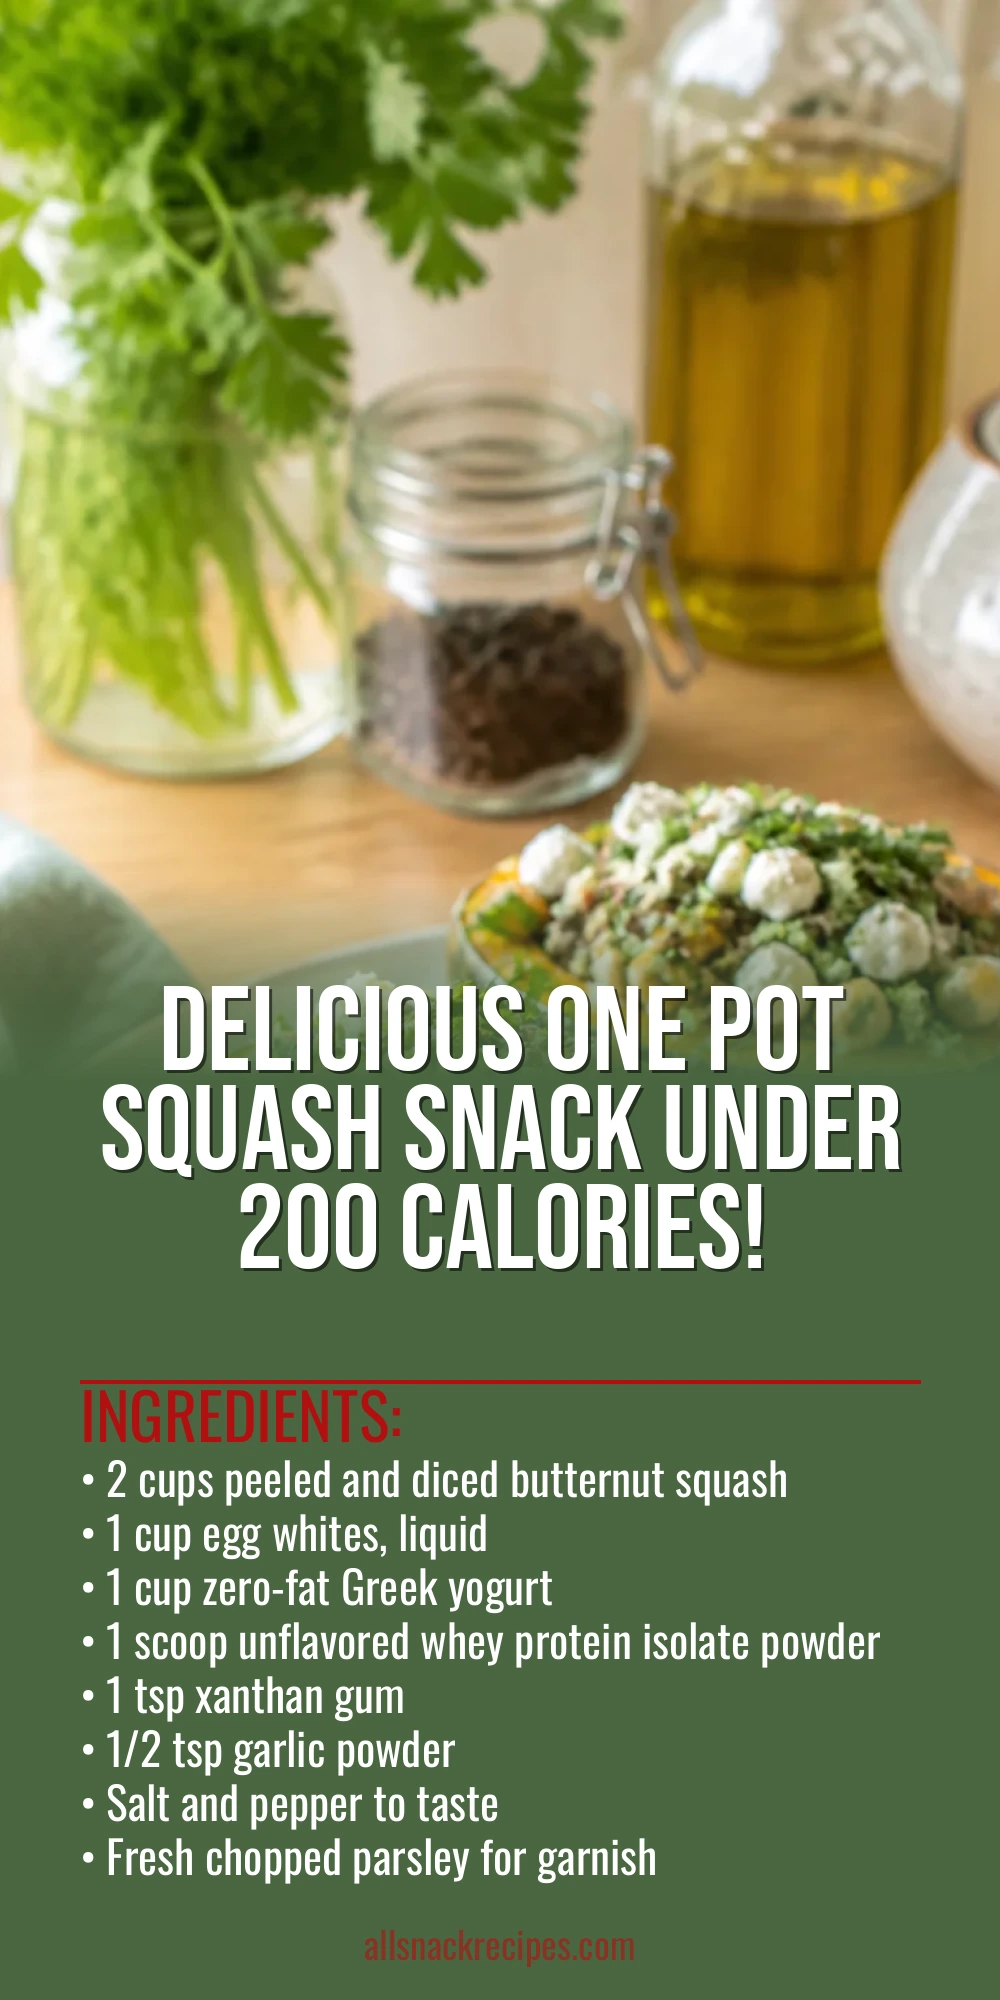 DELICIOUS ONE POT
SQUASH SNACK UNDER
200 CALORIES!
INGREDIENTS:
• 2 cups peeled and diced butternut squash
• 1 cup egg whites, liquid
• 1 cup zero-fat Greek yogurt
• 1 scoop unflavored whey protein isolate powder
• 1 tsp xanthan gum
• 1/2 tsp garlic powder
• Salt and pepper to taste
• Fresh chopped parsley for garnish
allsnackrecipes.com